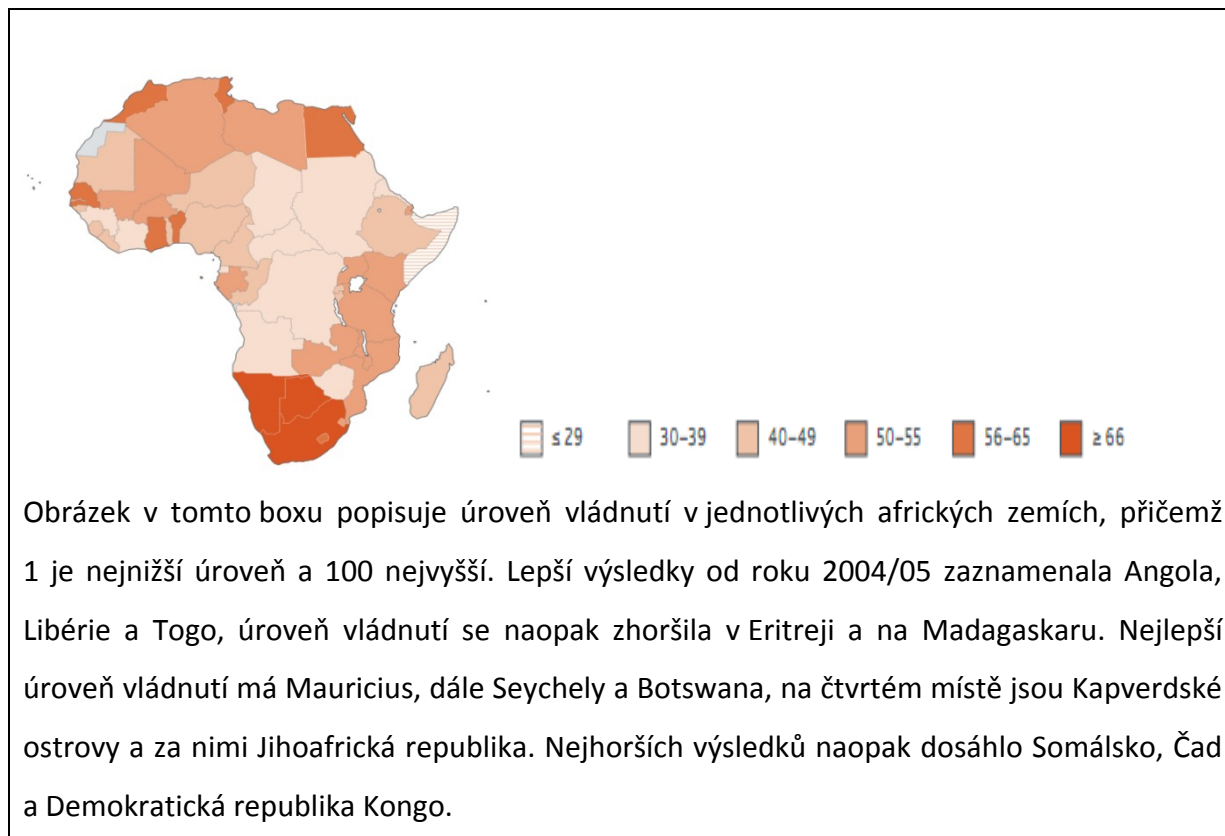 ≤ 29 30–39 40–49 50–55 56–65 ≥ 66
Obrázek v tomto boxu popisuje úroveň vládnutí v jednotlivých afrických zemích, přičemž
1 je nejnižší úroveň a 100 nejvyšší. Lepší výsledky od roku 2004/05 zaznamenala Angola,
Libérie a Togo, úroveň vládnutí se naopak zhoršila v Eritreji a na Madagaskaru. Nejlepší
úroveň vládnutí má Mauricius, dále Seychely a Botswana, na čtvrtém místě jsou Kapverdské
ostrovy a za nimi Jihoafrická republika. Nejhorších výsledků naopak dosáhlo Somálsko, Čad
a Demokratická republika Kongo.